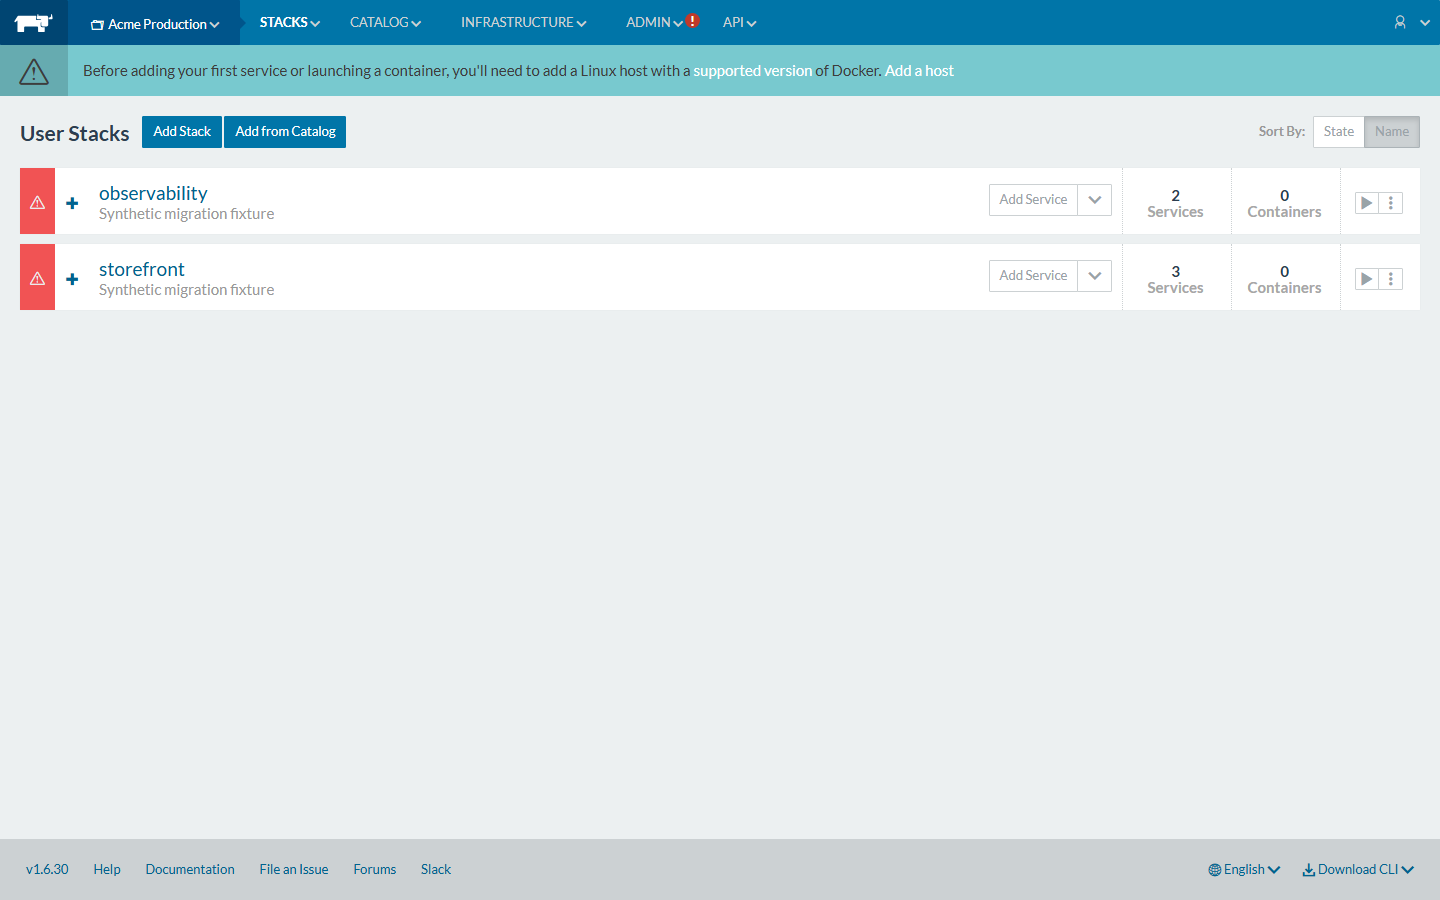 Acme Production STACKS CATALOG INFRASTRUCTURE ADMIN ! API
Before adding your first service or launching a container, you'll need to add a Linux host with a supported version of Docker. Add a host
User Stacks Add Stack Add from Catalog Sort By: State Name
observability
Synthetic migration fixture
Add Service
2 Services
0 Containers
storefront
Synthetic migration fixture
Add Service
3 Services
0 Containers
v1.6.30 Help Documentation File an Issue Forums Slack English Download CLI